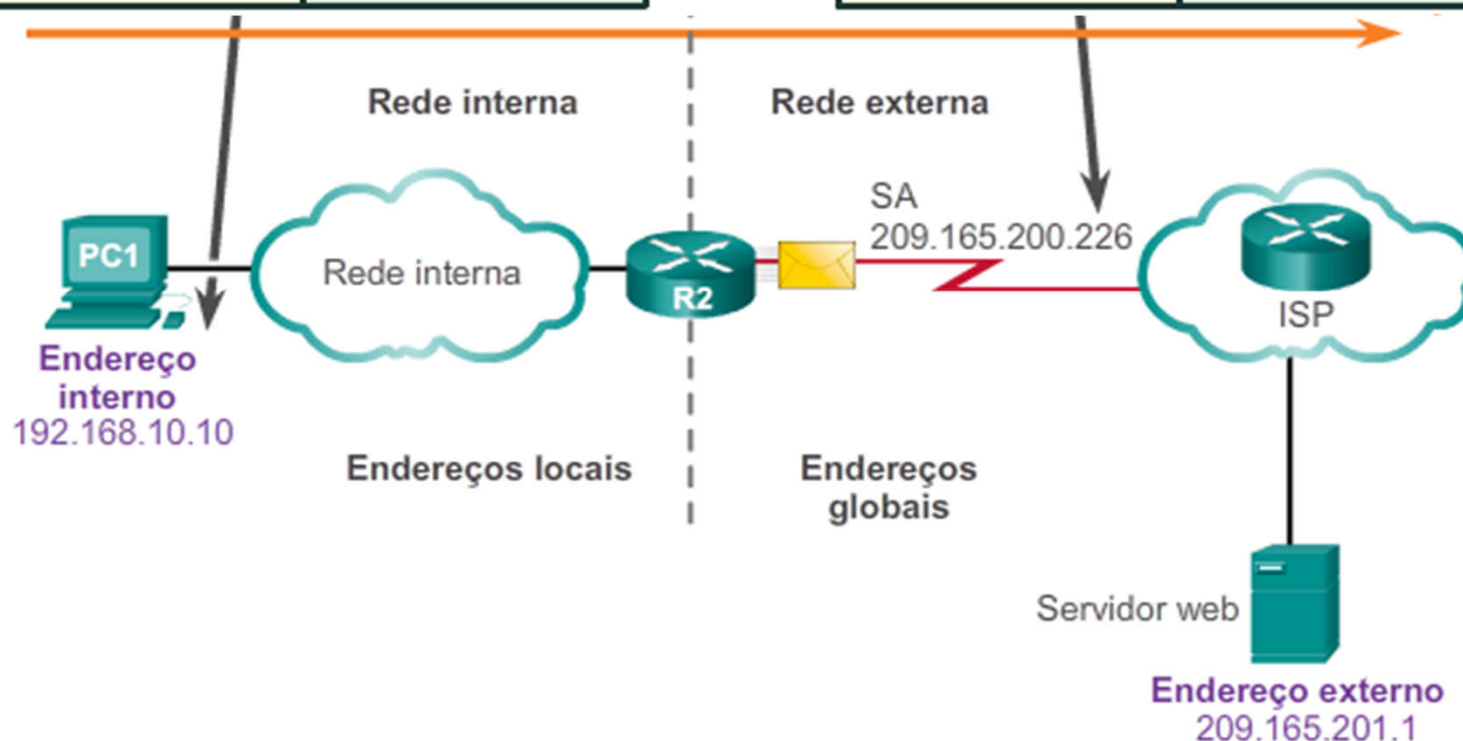 Rede interna
Rede externa
SA
209.165.200.226
PC1
Rede interna
R2
ISP
Endereço
interno
192.168.10.10
Endereços locais
Endereços
globais
Servidor web
Endereço externo
209.165.201.1